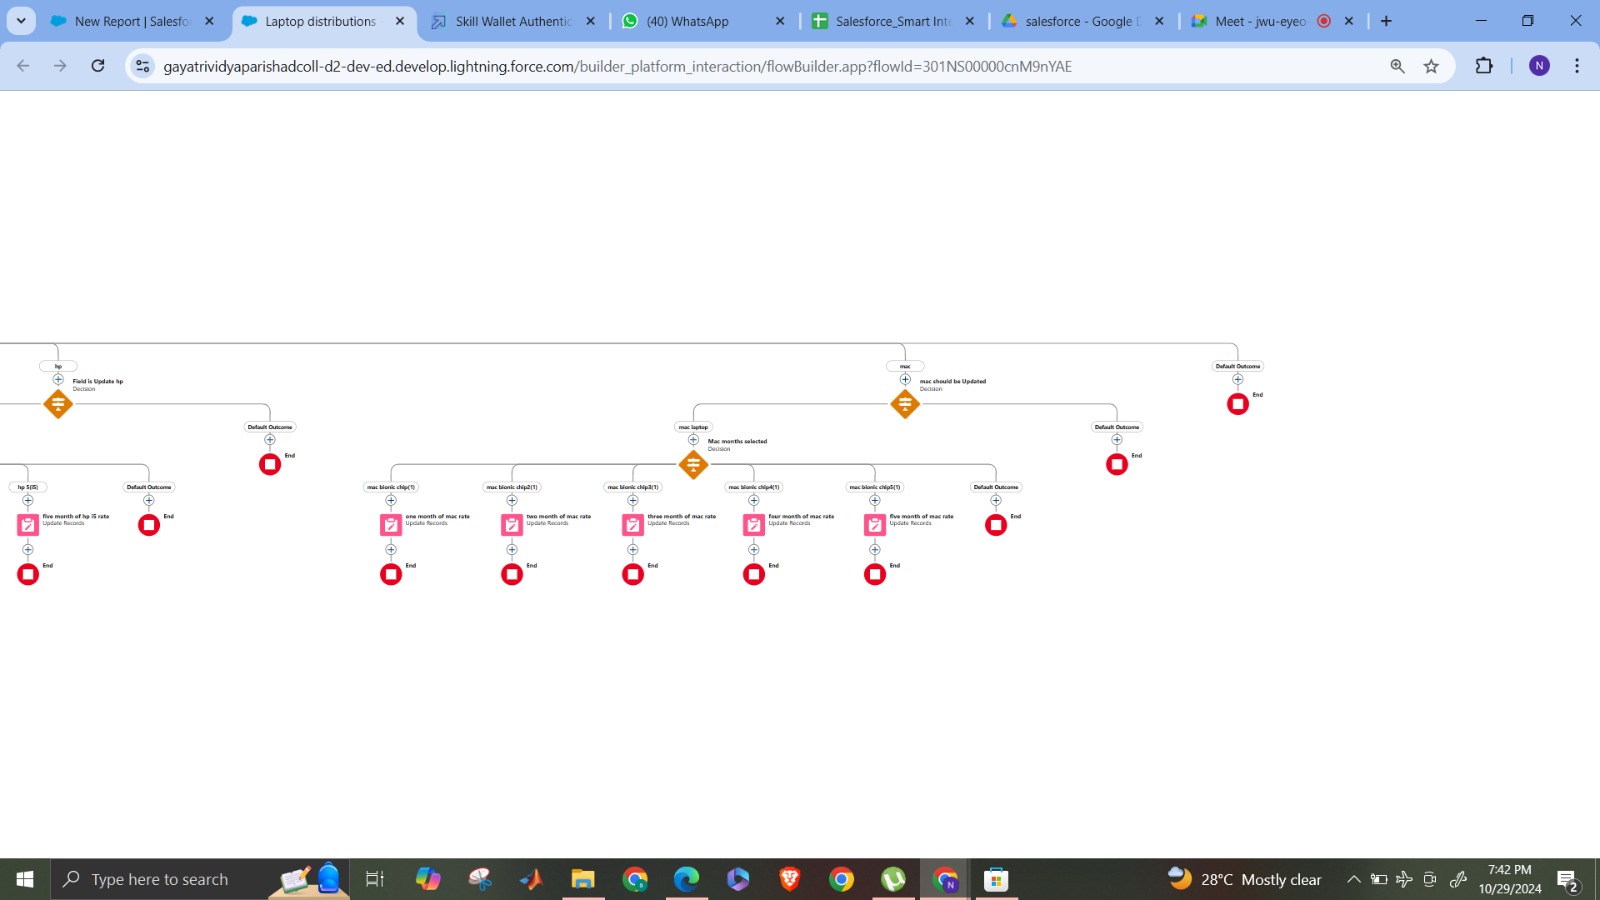 New Report | Salesfo
Laptop distributions -
Skill Wallet Authentic
(40) WhatsApp
Salesforce_Smart Inte
salesforce - Google D
Meet - jwu-eyeo
gayatrividyaparishadcoll-d2-dev-ed.develop.lightning.force.com/builder_platform_interaction/flowBuilder.app?flowId=301NS00000cnM9nYAE
N
hp
mac
Default Outcome
Field is Update hp
Decision
mac should be Updated
Decision
End
Default Outcome
mac laptop
Default Outcome
Mac months selected
Decision
End
End
hp 5(i5)
Default Outcome
mac bionic chip(1)
mac bionic chip2(1)
mac bionic chip3(1)
mac bionic chip4(1)
mac bionic chip5(1)
Default Outcome
five month of hp i5 rate
Update Records
End
one month of mac rate
Update Records
two month of mac rate
Update Records
three month of mac rate
Update Records
four month of mac rate
Update Records
five month of mac rate
Update Records
End
End
End
End
End
End
End
Type here to search
N
28°C Mostly clear
7:42 PM
10/29/2024
2